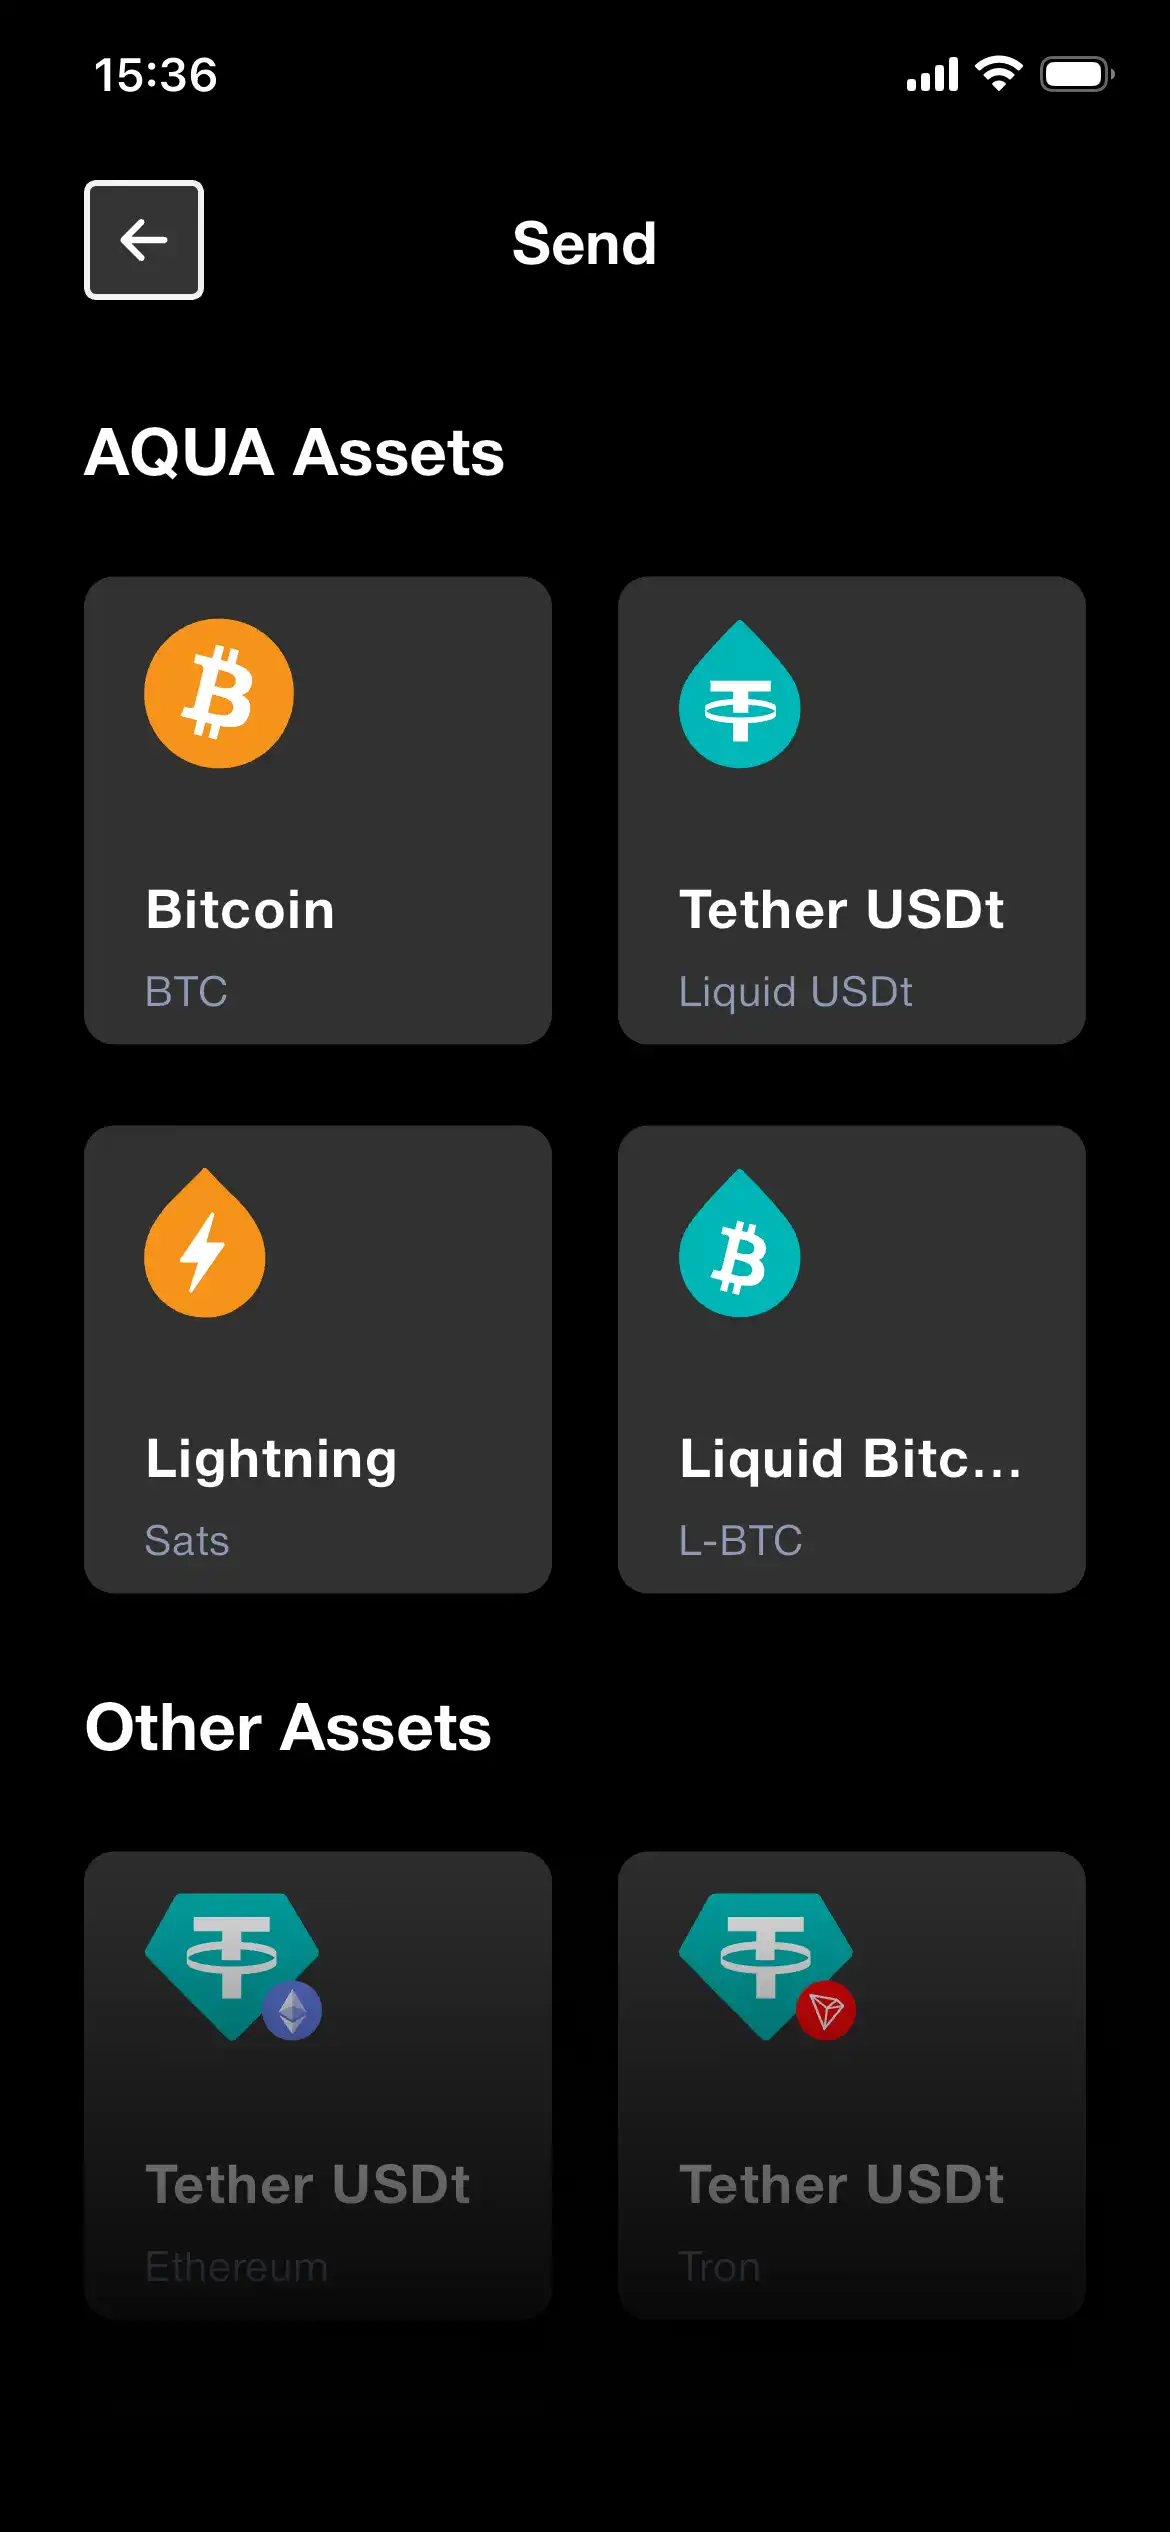 15:36
Send
AQUA Assets
Bitcoin
BTC
Tether USDt
Liquid USDt
Lightning
Sats
Liquid Bitc...
L-BTC
Other Assets
Tether USDt
Ethereum
Tether USDt
Tron